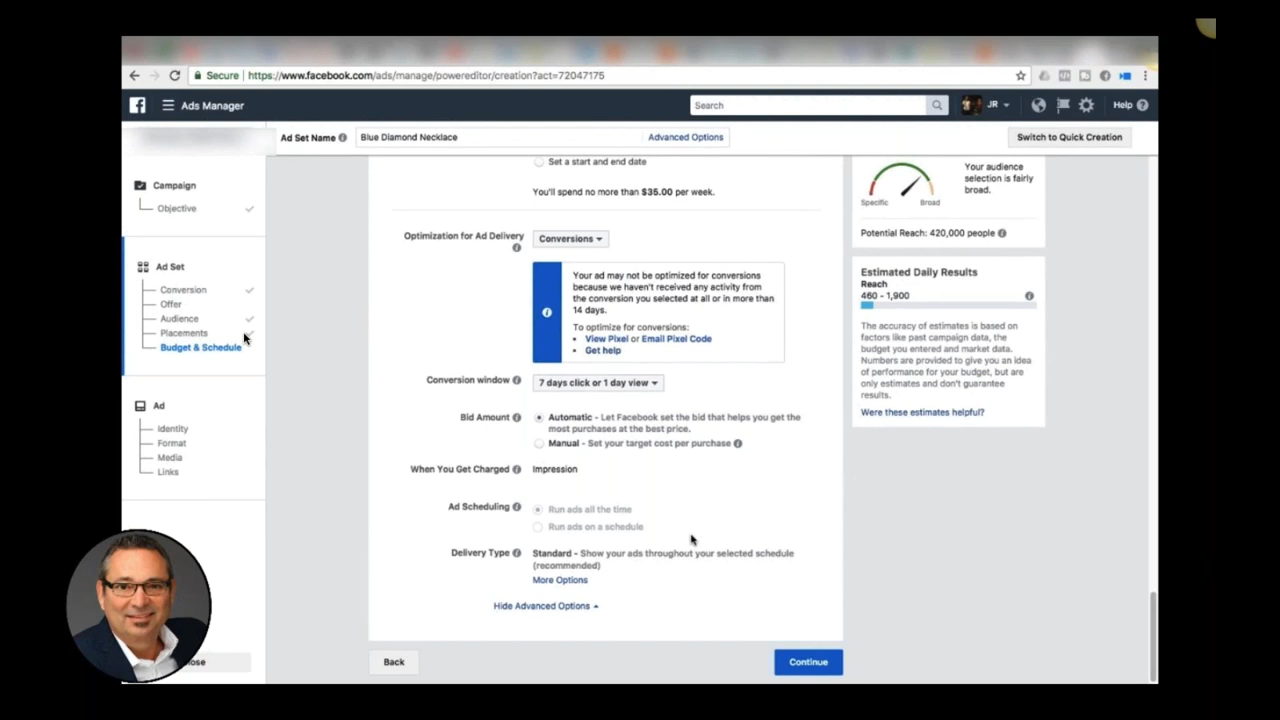 Secure | https://www.facebook.com/ads/manage/powereditor/creation?act=72047175
Ads Manager
Search
JR
Help
Ad Set Name
Blue Diamond Necklace
Advanced Options
Switch to Quick Creation
Campaign
Objective
Ad Set
Conversion
Offer
Audience
Placements
Budget & Schedule
Ad
Identity
Format
Media
Links
Set a start and end date
You'll spend no more than $35.00 per week.
Optimization for Ad Delivery
Conversions
Your ad may not be optimized for conversions
because we haven't received any activity from
the conversion you selected at all or in more than
14 days.
To optimize for conversions:
• View Pixel or Email Pixel Code
• Get help
Conversion window
7 days click or 1 day view
Bid Amount
Automatic - Let Facebook set the bid that helps you get the
most purchases at the best price.
Manual - Set your target cost per purchase
When You Get Charged
Impression
Ad Scheduling
Run ads all the time
Run ads on a schedule
Delivery Type
Standard - Show your ads throughout your selected schedule
(recommended)
More Options
Hide Advanced Options
Back
Continue
Specific
Broad
Your audience
selection is fairly
broad.
Potential Reach: 420,000 people
Estimated Daily Results
Reach
460 - 1,900
The accuracy of estimates is based on
factors like past campaign data, the
budget you entered and market data.
Numbers are provided to give you an idea
of performance for your budget, but are
only estimates and don't guarantee
results.
Were these estimates helpful?